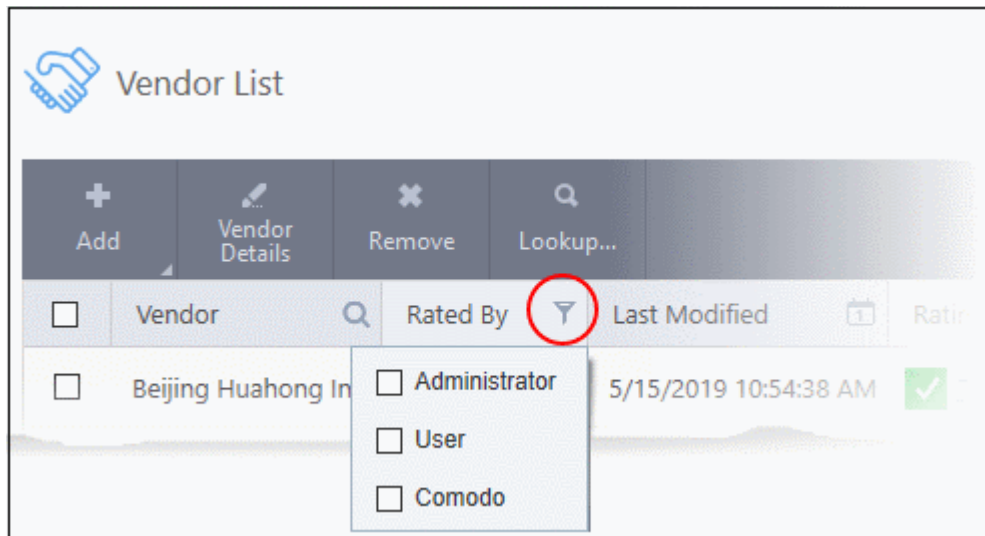 Vendor List
Add
Vendor
Details
Remove
Lookup...
Vendor
Rated By
Last Modified
Beijing Huahong In
5/15/2019 10:54:38 AM
Administrator
User
Comodo